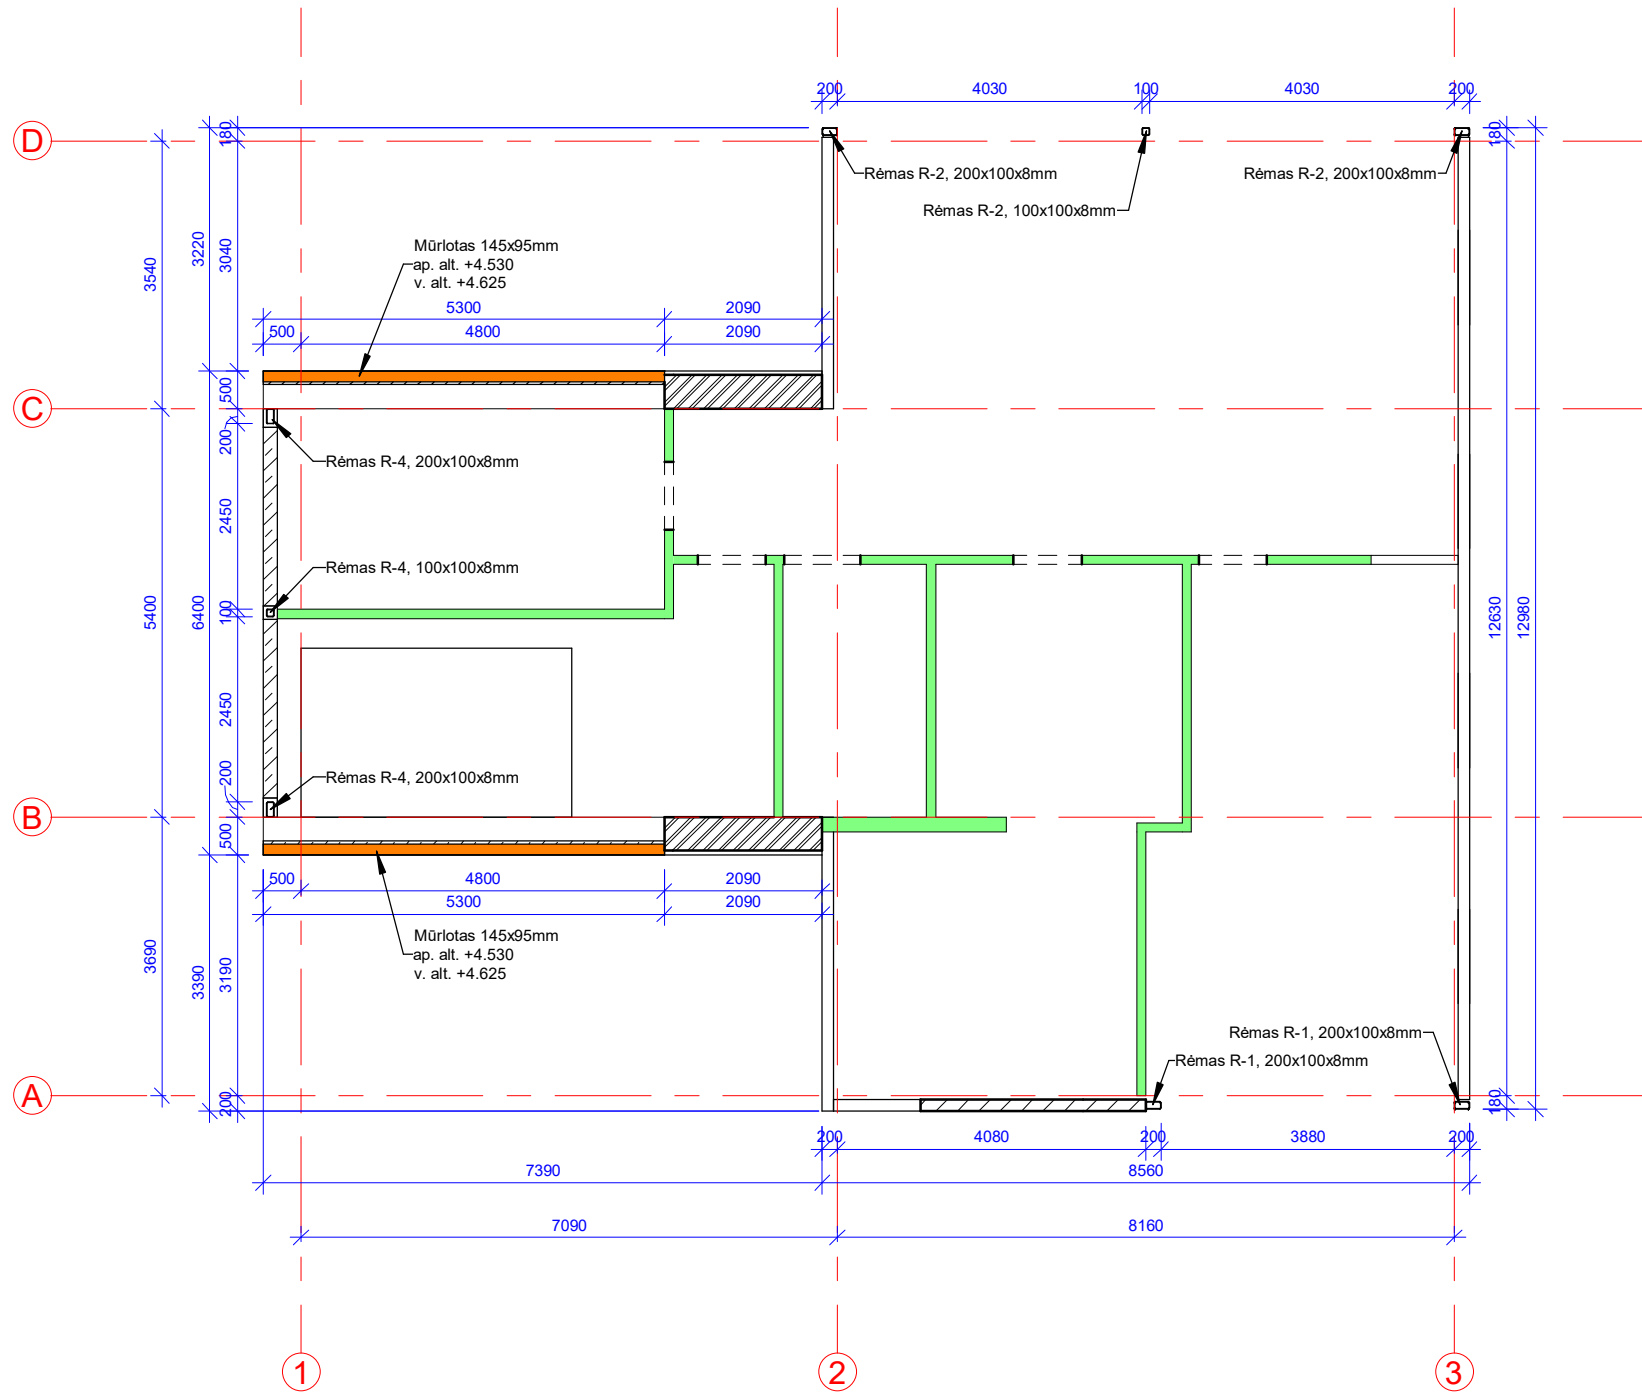 200
4030
100
4030
200
D
180
180
Rėmas R-2, 200x100x8mm
Rėmas R-2, 200x100x8mm
Rėmas R-2, 100x100x8mm
3540
3220
3040
Mūrlotas 145x95mm
ap. alt. +4.530
v. alt. +4.625
5300
2090
500
4800
2090
500
C
200
Rėmas R-4, 200x100x8mm
2450
Rėmas R-4, 100x100x8mm
5400
6400
100
12630
12980
2450
200
Rėmas R-4, 200x100x8mm
B
500
500
4800
2090
5300
2090
Mūrlotas 145x95mm
ap. alt. +4.530
v. alt. +4.625
3690
3390
3190
Rėmas R-1, 200x100x8mm
Rėmas R-1, 200x100x8mm
A
200
180
200
4080
200
3880
200
7390
8560
7090
8160
1
2
3